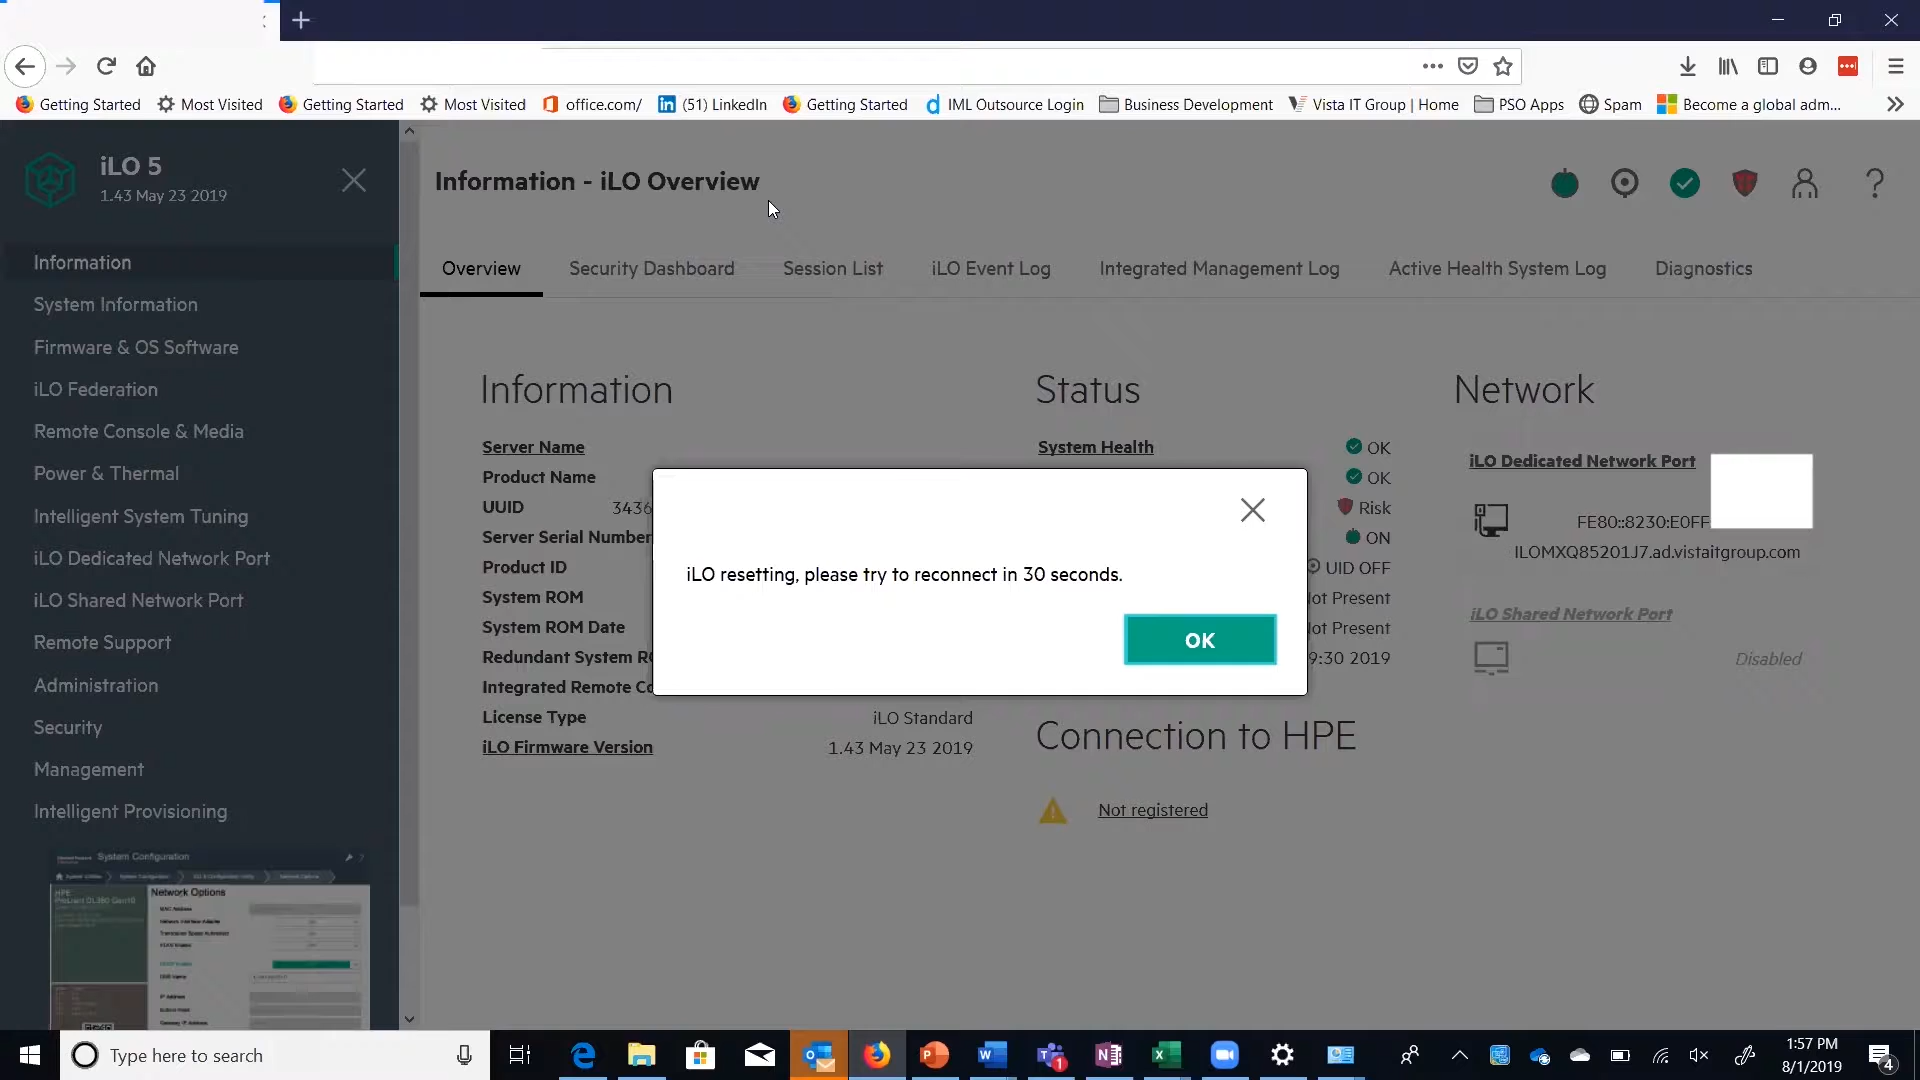 Getting Started
Most Visited
Getting Started
Most Visited
office.com/
(51) LinkedIn
Getting Started
IML Outsource Login
Business Development
Vista IT Group | Home
PSO Apps
Spam
Become a global adm...
iLO 5
1.43 May 23 2019
Information - iLO Overview
Information
System Information
Firmware & OS Software
iLO Federation
Remote Console & Media
Power & Thermal
Intelligent System Tuning
iLO Dedicated Network Port
iLO Shared Network Port
Remote Support
Administration
Security
Management
Intelligent Provisioning
System Configuration
Network Options
Overview
Security Dashboard
Session List
iLO Event Log
Integrated Management Log
Active Health System Log
Diagnostics
Information
Server Name
Product Name
UUID 3436
Server Serial Number
Product ID
System ROM
System ROM Date
Redundant System
Integrated Remote
License Type iLO Standard
iLO Firmware Version 1.43 May 23 2019
Status
System Health OK
OK
Risk
ON
UID OFF
ot Present
ot Present
9:30 2019
Connection to HPE
Not registered
Network
iLO Dedicated Network Port
FE80::8230:E0FF
ILOMXQ85201J7.ad.vistaitgroup.com
iLO Shared Network Port
Disabled
iLO resetting, please try to reconnect in 30 seconds.
OK
Type here to search
1:57 PM
8/1/2019
4